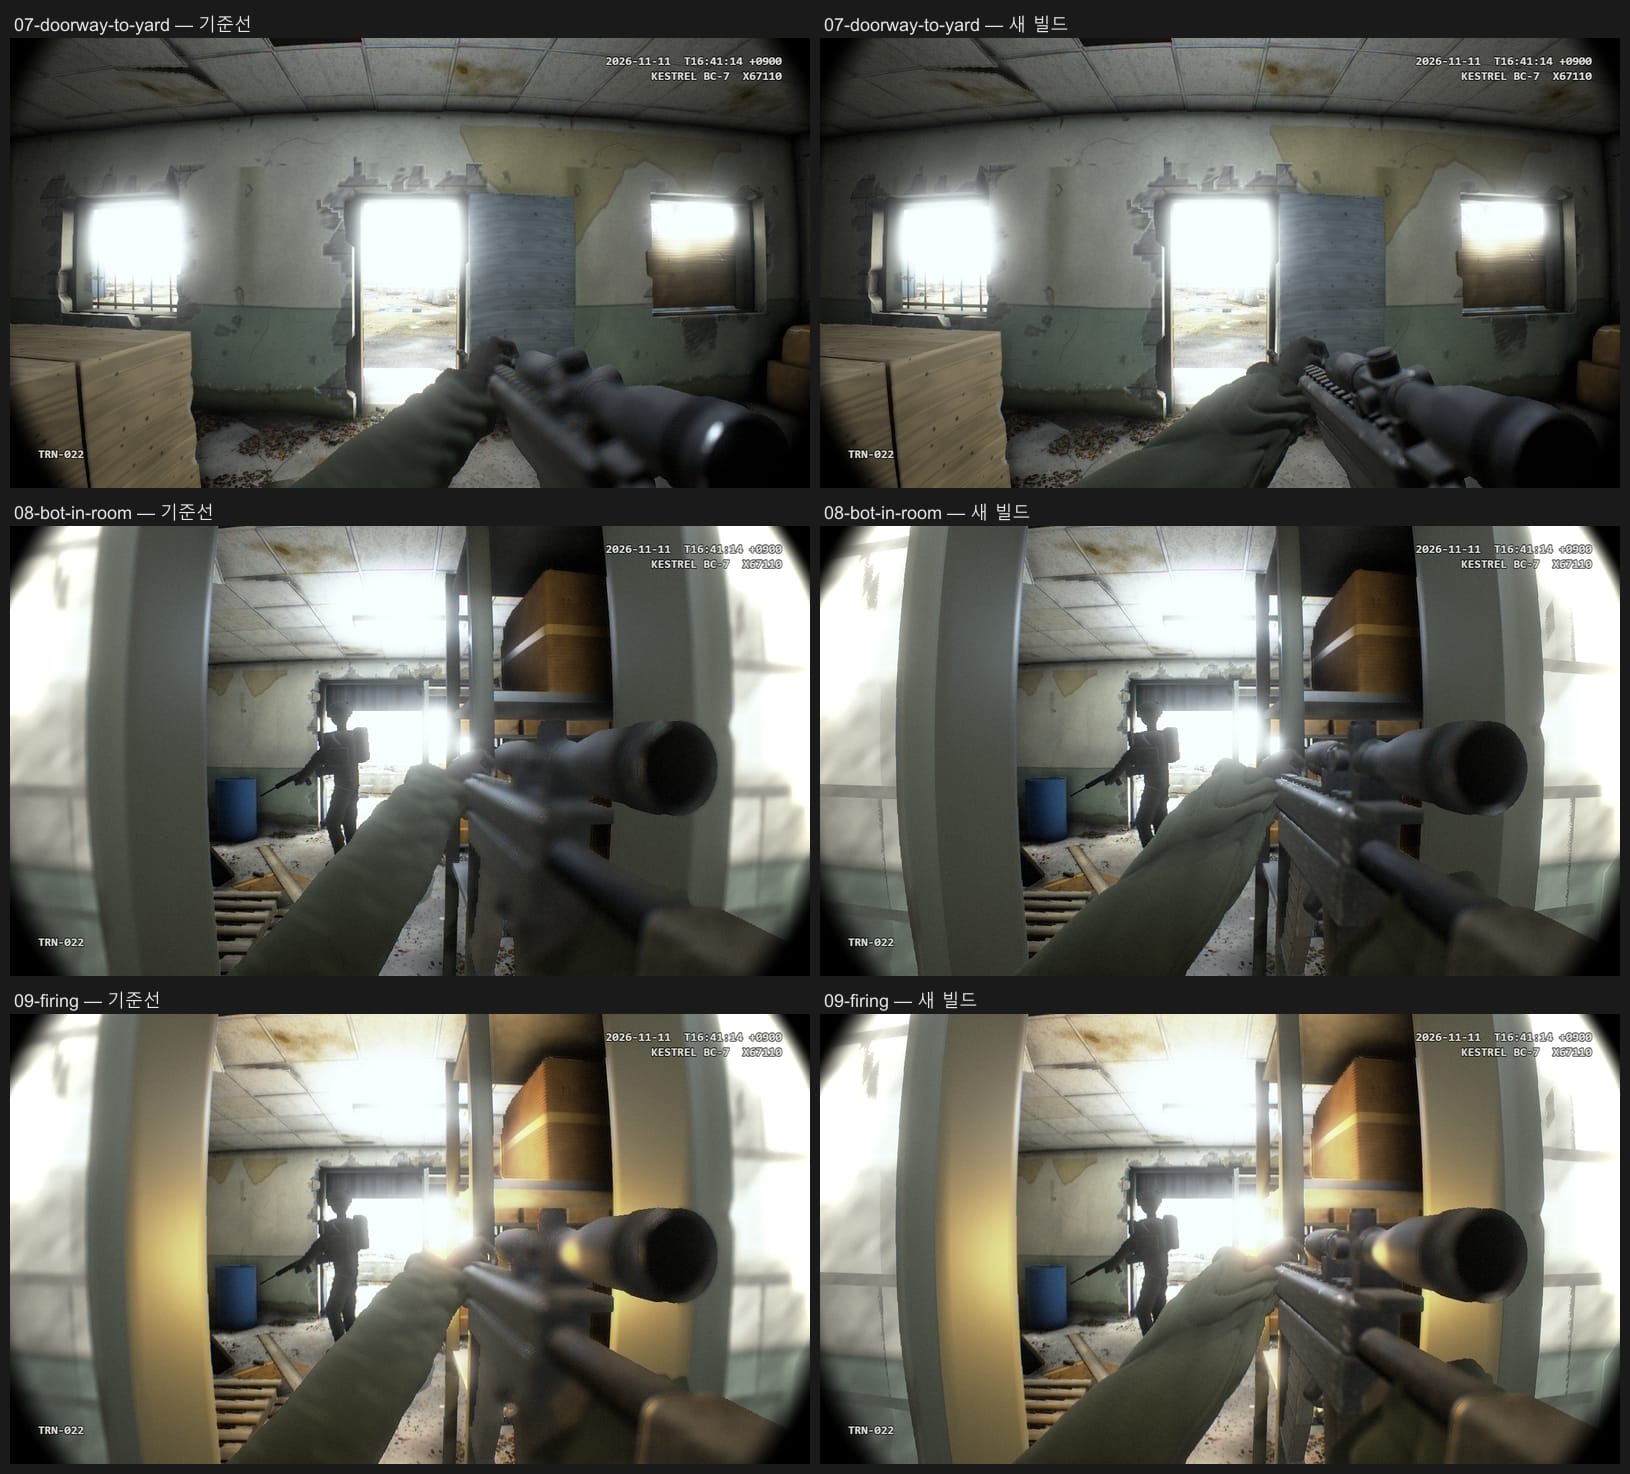 07-doorway-to-yard — 기준선
07-doorway-to-yard — 새 빌드
2026-11-11 T16:41:14 +0900
KESTREL BC-7 X67110
2026-11-11 T16:41:14 +0900
KESTREL BC-7 X67110
TRN-022
TRN-022
08-bot-in-room — 기준선
08-bot-in-room — 새 빌드
2026-11-11 T16:41:14 +0900
KESTREL BC-7 X67110
2026-11-11 T16:41:14 +0900
KESTREL BC-7 X67110
TRN-022
TRN-022
09-firing — 기준선
09-firing — 새 빌드
2026-11-11 T16:41:14 +0900
KESTREL BC-7 X67110
2026-11-11 T16:41:14 +0900
KESTREL BC-7 X67110
TRN-022
TRN-022